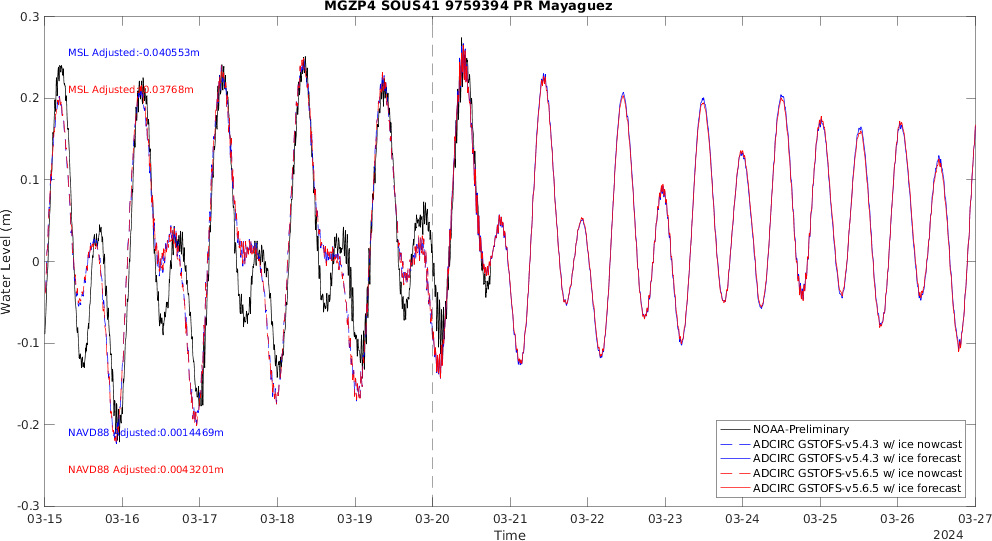 MGZP4 SOUS41 9759394 PR Mayaguez
0.3
0.2
0.1
0
-0.1
-0.2
-0.3
Water Level (m)
MSL Adjusted:-0.040553m
MSL Adjusted:-0.03768m
NAVD88 Adjusted:0.0014469m
NAVD88 Adjusted:0.0043201m
NOAA-Preliminary
ADCIRC GSTOFS-v5.4.3 w/ ice nowcast
ADCIRC GSTOFS-v5.4.3 w/ ice forecast
ADCIRC GSTOFS-v5.6.5 w/ ice nowcast
ADCIRC GSTOFS-v5.6.5 w/ ice forecast
03-15 03-16 03-17 03-18 03-19 03-20 03-21 03-22 03-23 03-24 03-25 03-26 03-27
Time
2024